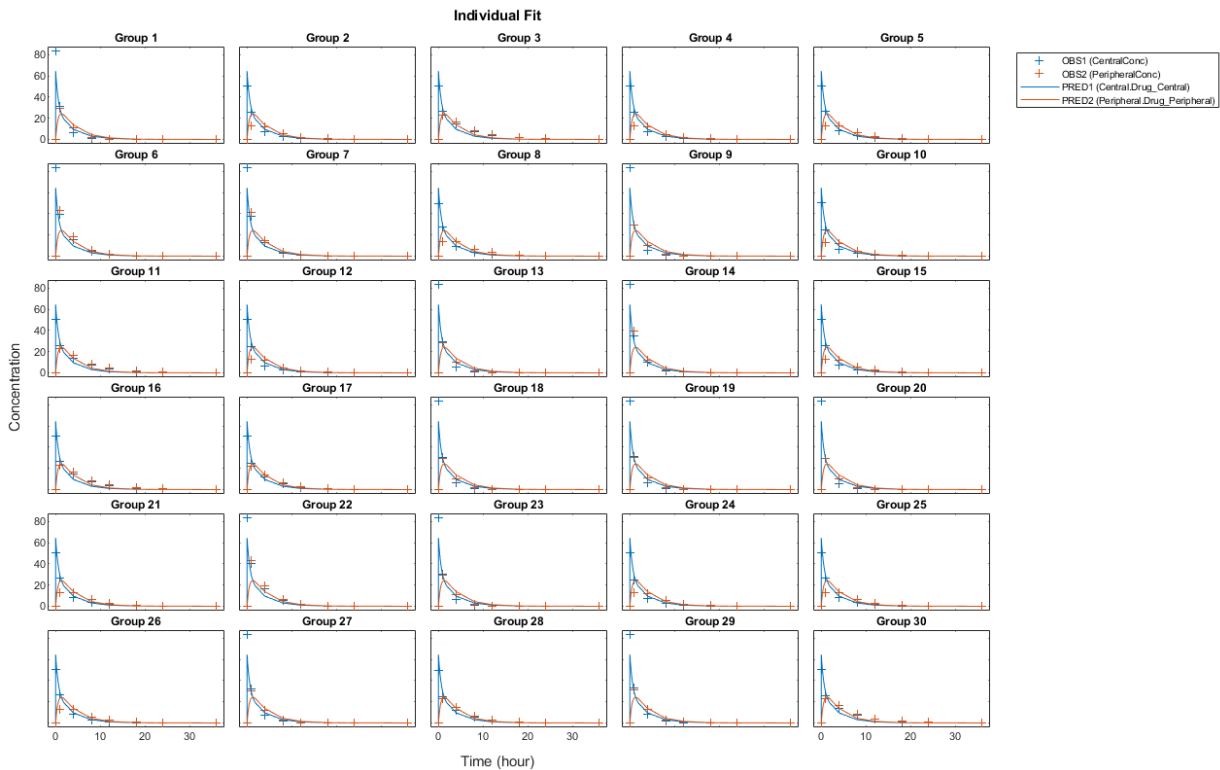 Individual Fit
Group 1 Group 2 Group 3 Group 4 Group 5
80
60
40
20
0
OBS1 (CentralConc)
OBS2 (PeripheralConc)
PRED1 (Central.Drug_Central)
PRED2 (Peripheral.Drug_Peripheral)
Group 6 Group 7 Group 8 Group 9 Group 10
Group 11 Group 12 Group 13 Group 14 Group 15
80
60
40
20
0
Concentration
Group 16 Group 17 Group 18 Group 19 Group 20
Group 21 Group 22 Group 23 Group 24 Group 25
80
60
40
20
0
Group 26 Group 27 Group 28 Group 29 Group 30
0 10 20 30 0 10 20 30 0 10 20 30
Time (hour)